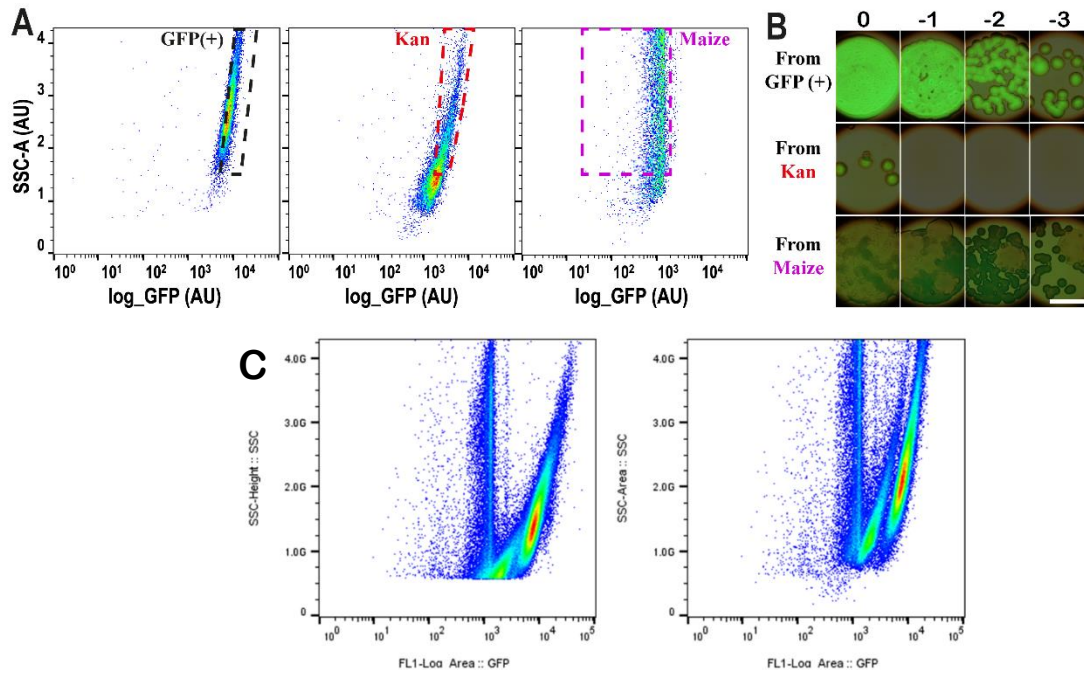 A
GFP(+)
Kan
Maize
SSC-A (AU)
4
3
2
1
0
10⁰ 10¹ 10² 10³ 10⁴
10⁰ 10¹ 10² 10³ 10⁴
10⁰ 10¹ 10² 10³ 10⁴
log_GFP (AU)
log_GFP (AU)
log_GFP (AU)
B
0 -1 -2 -3
From
GFP (+)
From
Kan
From
Maize
C
SSC-Height :: SSC
4.0G
3.0G
2.0G
1.0G
0
10⁰ 10¹ 10² 10³ 10⁴ 10⁵
FL1-Log_Area :: GFP
SSC-Area :: SSC
4.0G
3.0G
2.0G
1.0G
0
10⁰ 10¹ 10² 10³ 10⁴ 10⁵
FL1-Log_Area :: GFP